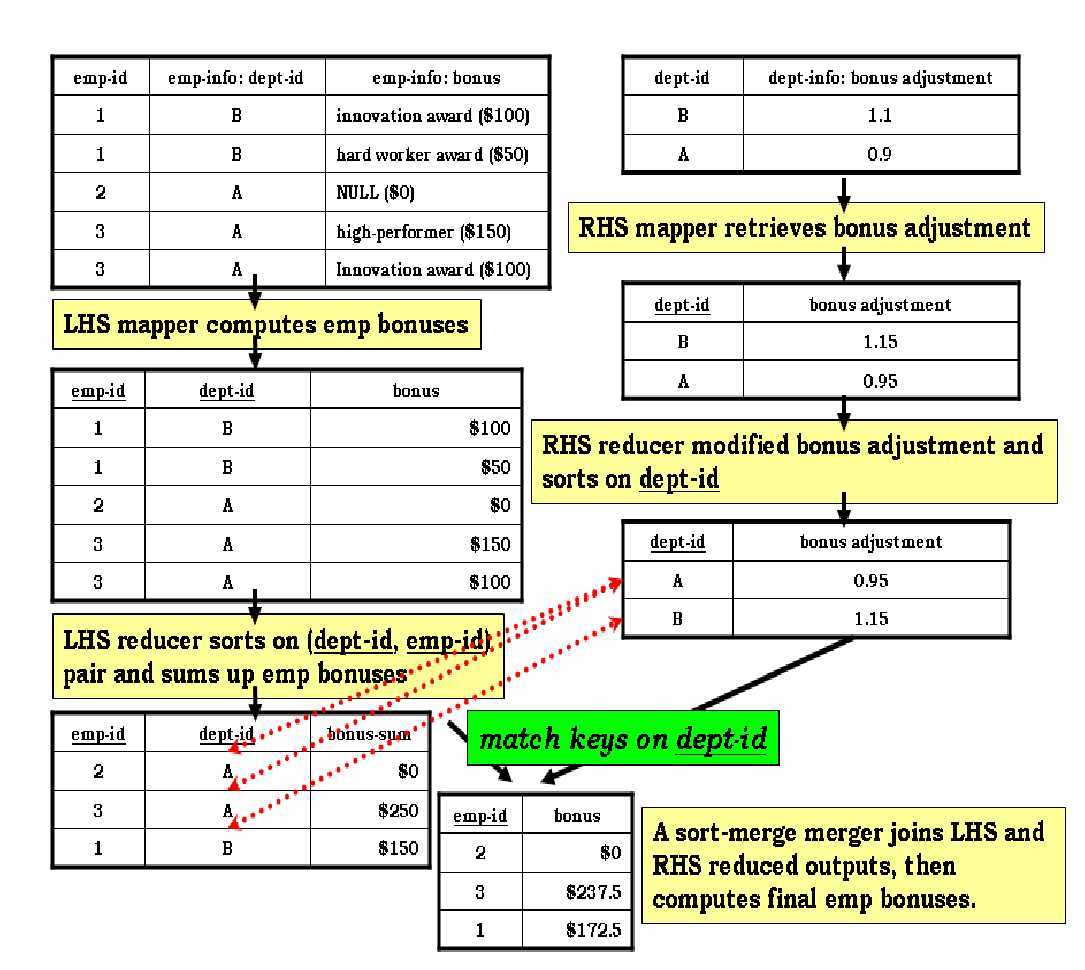 emp-id emp-info: dept-id emp-info: bonus
1 B innovation award ($100)
1 B hard worker award ($50)
2 A NULL ($0)
3 A high-performer ($150)
3 A Innovation award ($100)
LHS mapper computes emp bonuses
emp-id dept-id bonus
1 B $100
1 B $50
2 A $0
3 A $150
3 A $100
LHS reducer sorts on (dept-id, emp-id)
pair and sums up emp bonuses
emp-id dept-id bonus-sum
2 A $0
3 A $250
1 B $150
dept-id dept-info: bonus adjustment
B 1.1
A 0.9
RHS mapper retrieves bonus adjustment
dept-id bonus adjustment
B 1.15
A 0.95
RHS reducer modified bonus adjustment and
sorts on dept-id
dept-id bonus adjustment
A 0.95
B 1.15
match keys on dept-id
emp-id bonus
2 $0
3 $237.5
1 $172.5
A sort-merge merger joins LHS and
RHS reduced outputs, then
computes final emp bonuses.